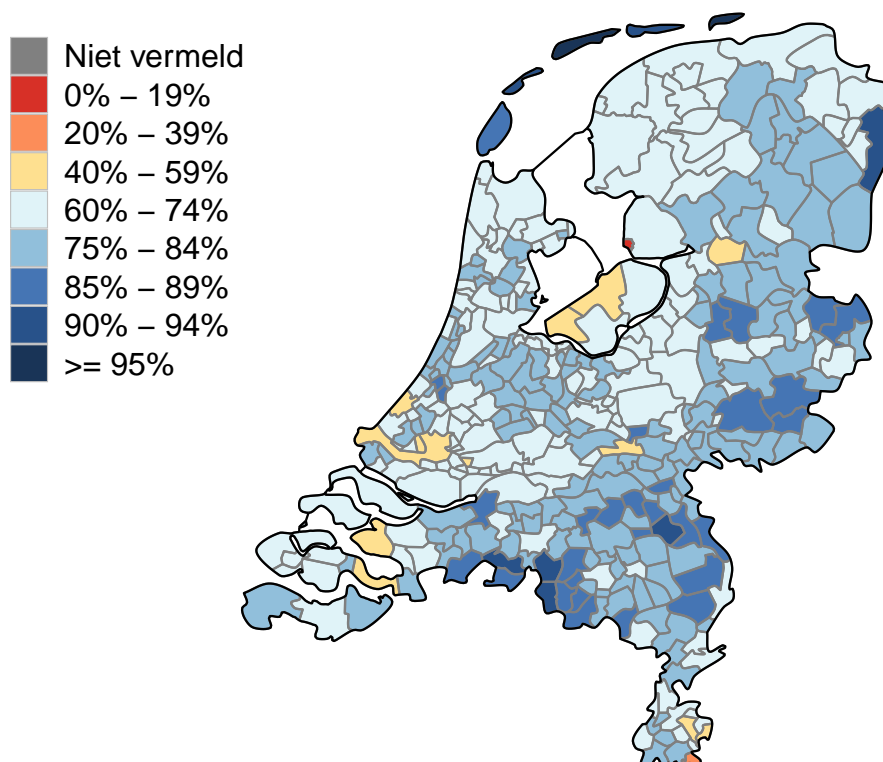 Niet vermeld
0% – 19%
20% – 39%
40% – 59%
60% – 74%
75% – 84%
85% – 89%
90% – 94%
>= 95%